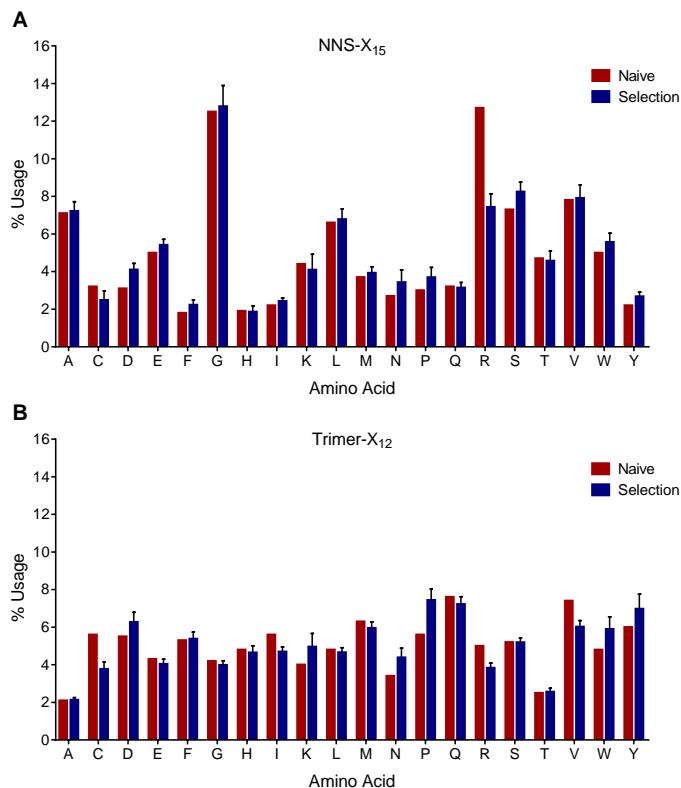 A
NNS-X₁₅
16
14
12
10
8
6
4
2
0
% Usage
Naive
Selection
A C D E F G H I K L M N P Q R S T V W Y
Amino Acid
B
Trimer-X₁₂
16
14
12
10
8
6
4
2
0
% Usage
Naive
Selection
A C D E F G H I K L M N P Q R S T V W Y
Amino Acid